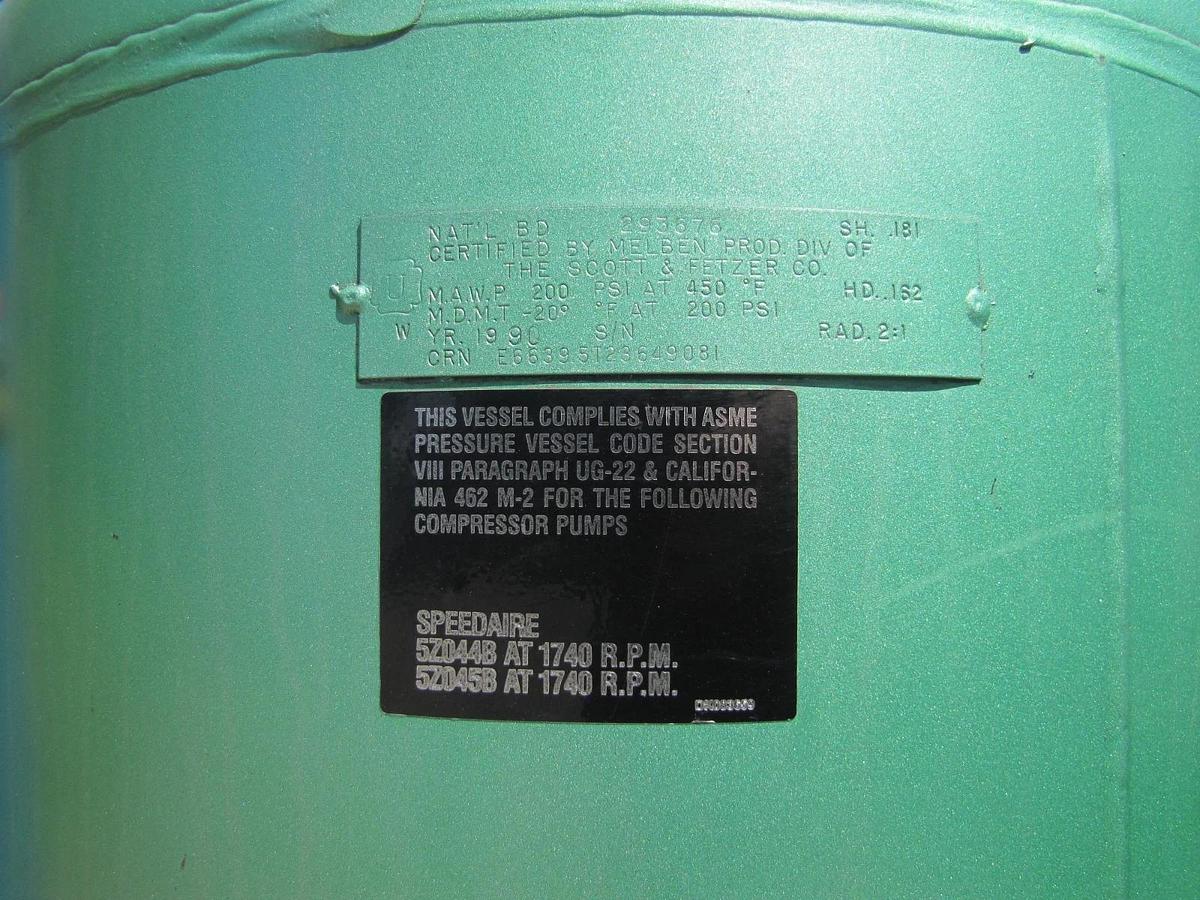 NAT'L BD 293676 SH. .181
CERTIFIED BY MELBEN PROD. DIV OF
THE SCOTT & FETZER CO.
U
M.A.W.P. 200 PSI AT 450 °F HD..162
M.D.M.T -20° °F AT 200 PSI
W YR. 1990 S/N RAD. 2:1
CRN E66395123649081
THIS VESSEL COMPLIES WITH ASME
PRESSURE VESSEL CODE SECTION
VIII PARAGRAPH UG-22 & CALIFOR-
NIA 462 M-2 FOR THE FOLLOWING
COMPRESSOR PUMPS
SPEEDAIRE
5Z044B AT 1740 R.P.M.
5Z045B AT 1740 R.P.M.